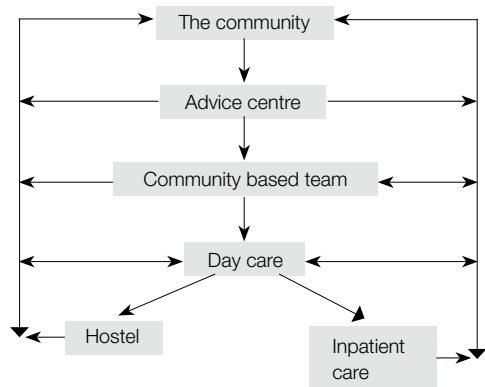 The community
Advice centre
Community based team
Day care
Hostel
Inpatient
care